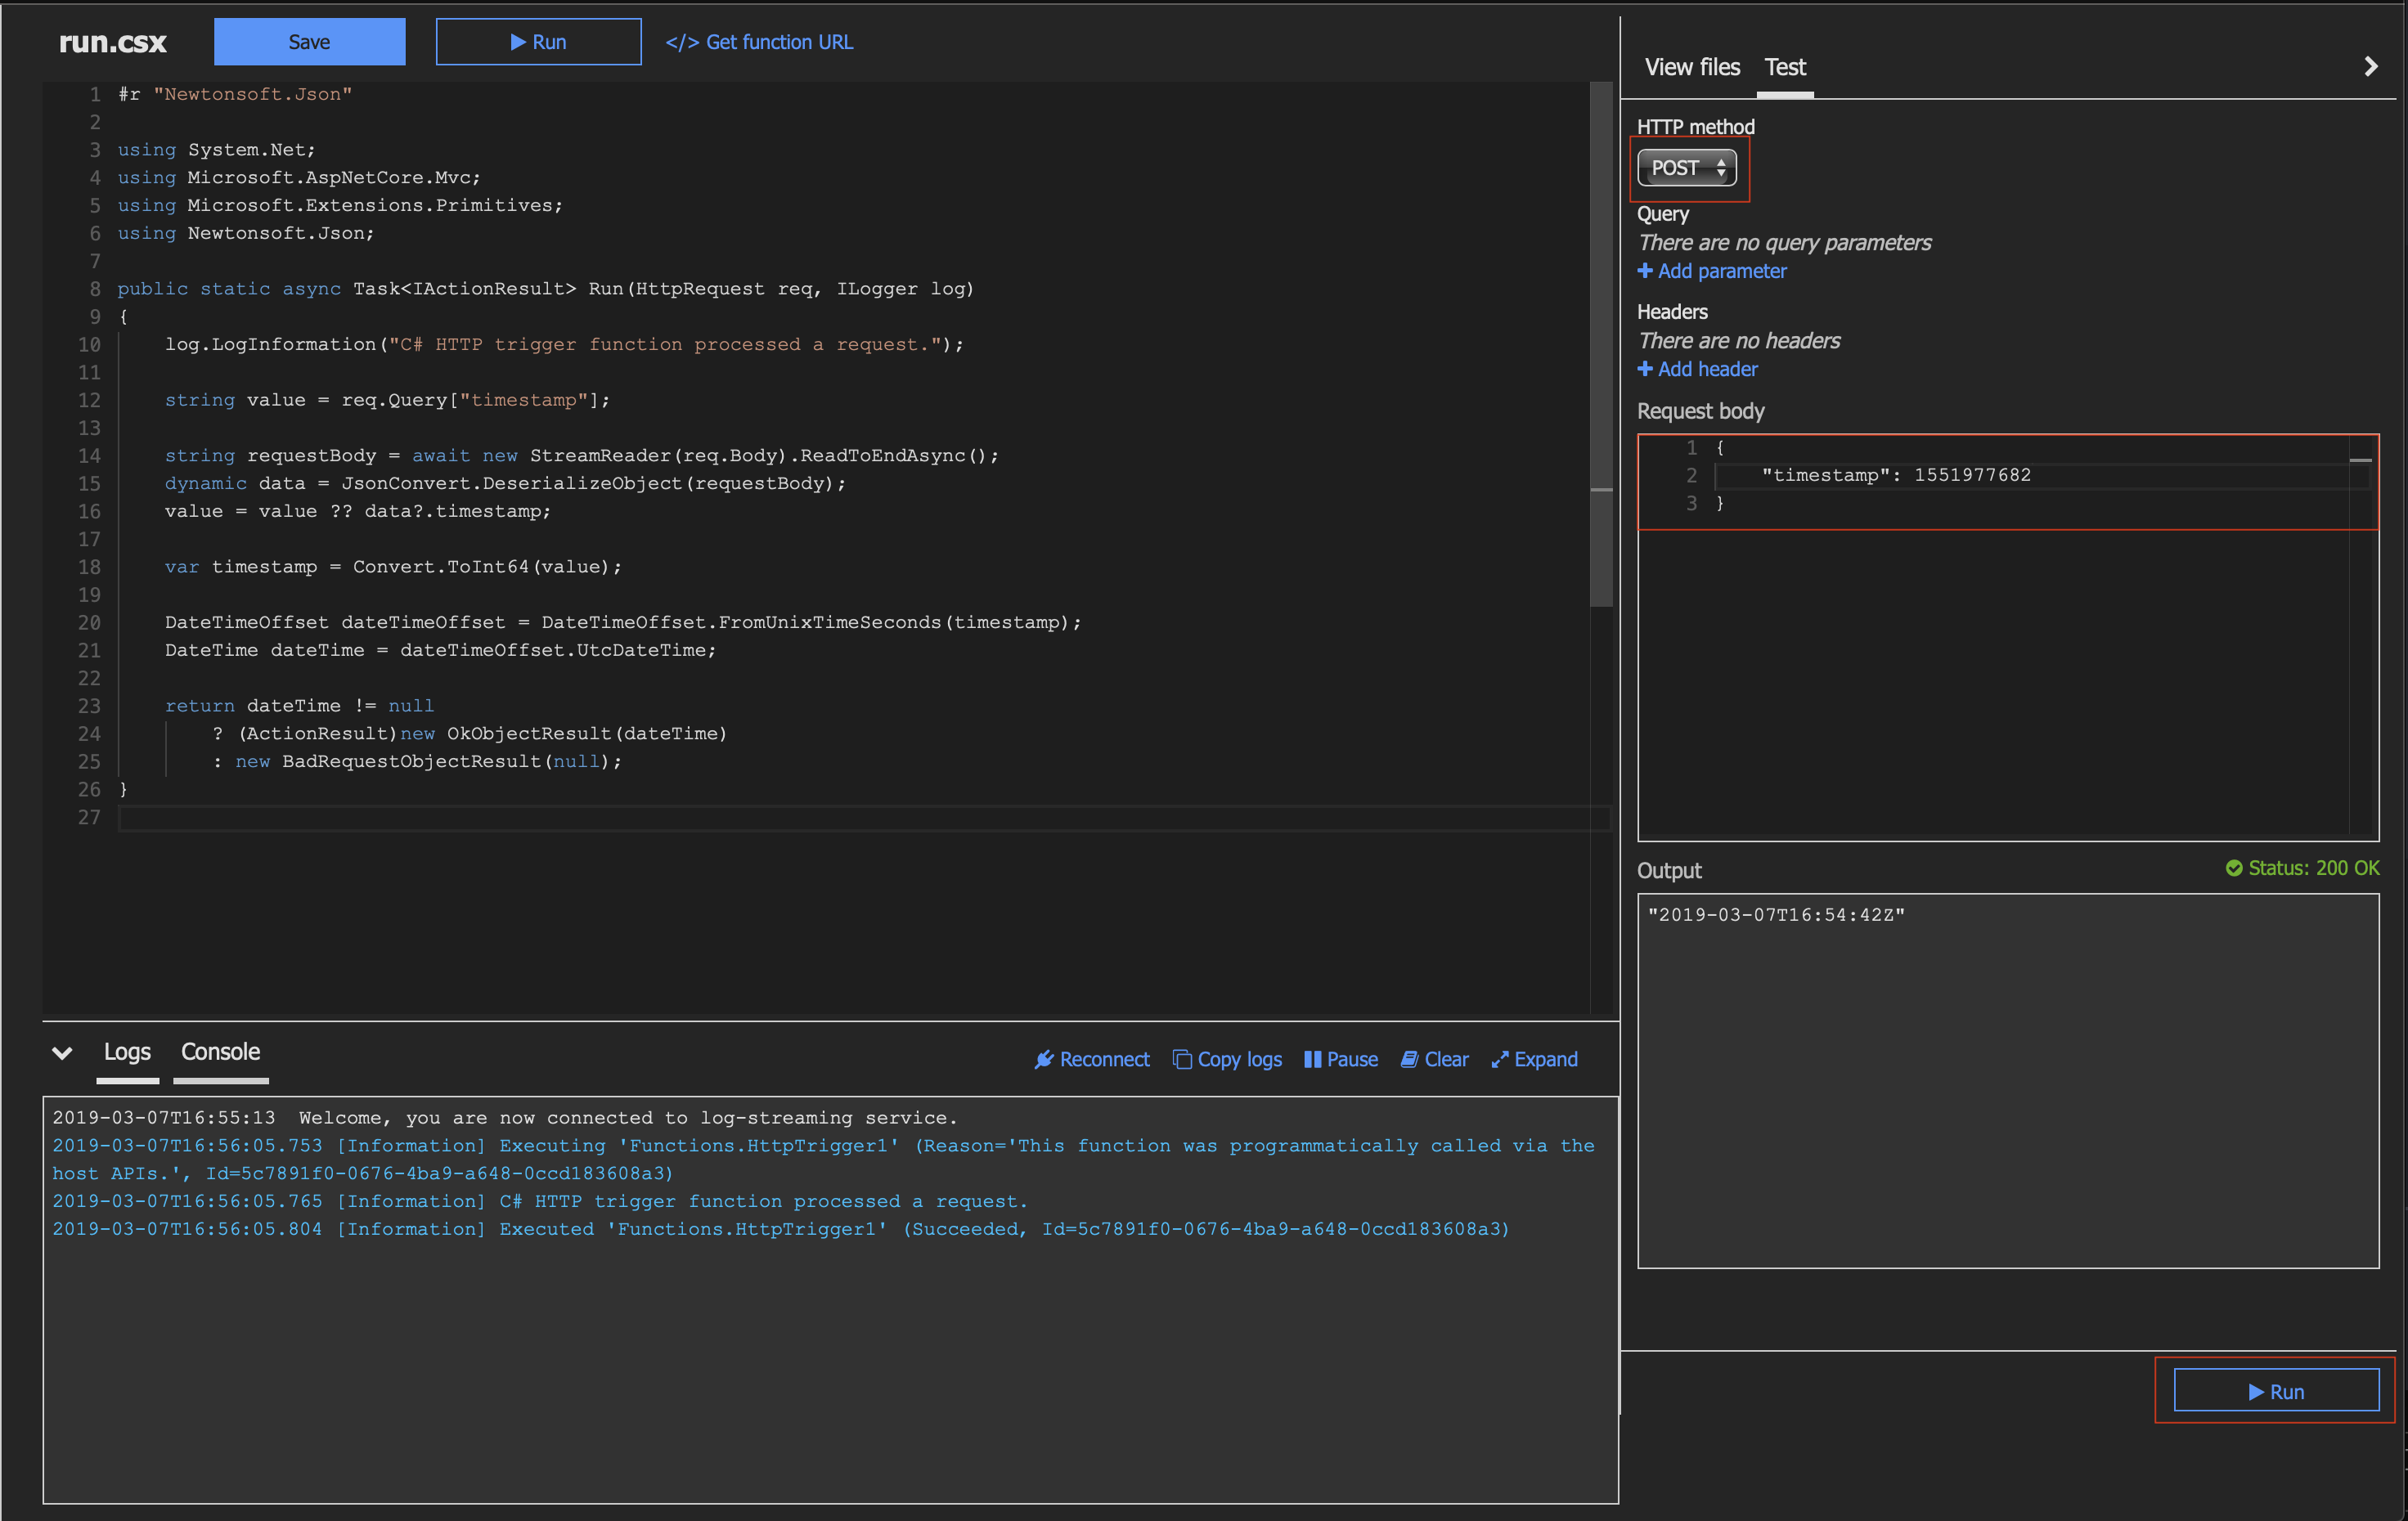 run.csx
Save
Run
</> Get function URL
1 #r "Newtonsoft.Json"
2
3 using System.Net;
4 using Microsoft.AspNetCore.Mvc;
5 using Microsoft.Extensions.Primitives;
6 using Newtonsoft.Json;
7
8 public static async Task<IActionResult> Run(HttpRequest req, ILogger log)
9 {
10     log.LogInformation("C# HTTP trigger function processed a request.");
11
12     string value = req.Query["timestamp"];
13
14     string requestBody = await new StreamReader(req.Body).ReadToEndAsync();
15     dynamic data = JsonConvert.DeserializeObject(requestBody);
16     value = value ?? data?.timestamp;
17
18     var timestamp = Convert.ToInt64(value);
19
20     DateTimeOffset dateTimeOffset = DateTimeOffset.FromUnixTimeSeconds(timestamp);
21     DateTime dateTime = dateTimeOffset.UtcDateTime;
22
23     return dateTime != null
24         ? (ActionResult)new OkObjectResult(dateTime)
25         : new BadRequestObjectResult(null);
26 }
27
Logs
Console
Reconnect
Copy logs
Pause
Clear
Expand
2019-03-07T16:55:13  Welcome, you are now connected to log-streaming service.
2019-03-07T16:56:05.753 [Information] Executing 'Functions.HttpTrigger1' (Reason='This function was programmatically called via the
host APIs.', Id=5c7891f0-0676-4ba9-a648-0ccd183608a3)
2019-03-07T16:56:05.765 [Information] C# HTTP trigger function processed a request.
2019-03-07T16:56:05.804 [Information] Executed 'Functions.HttpTrigger1' (Succeeded, Id=5c7891f0-0676-4ba9-a648-0ccd183608a3)
View files
Test
HTTP method
POST
Query
There are no query parameters
Add parameter
Headers
There are no headers
Add header
Request body
1 {
2     "timestamp": 1551977682
3 }
Output
Status: 200 OK
"2019-03-07T16:54:42Z"
Run